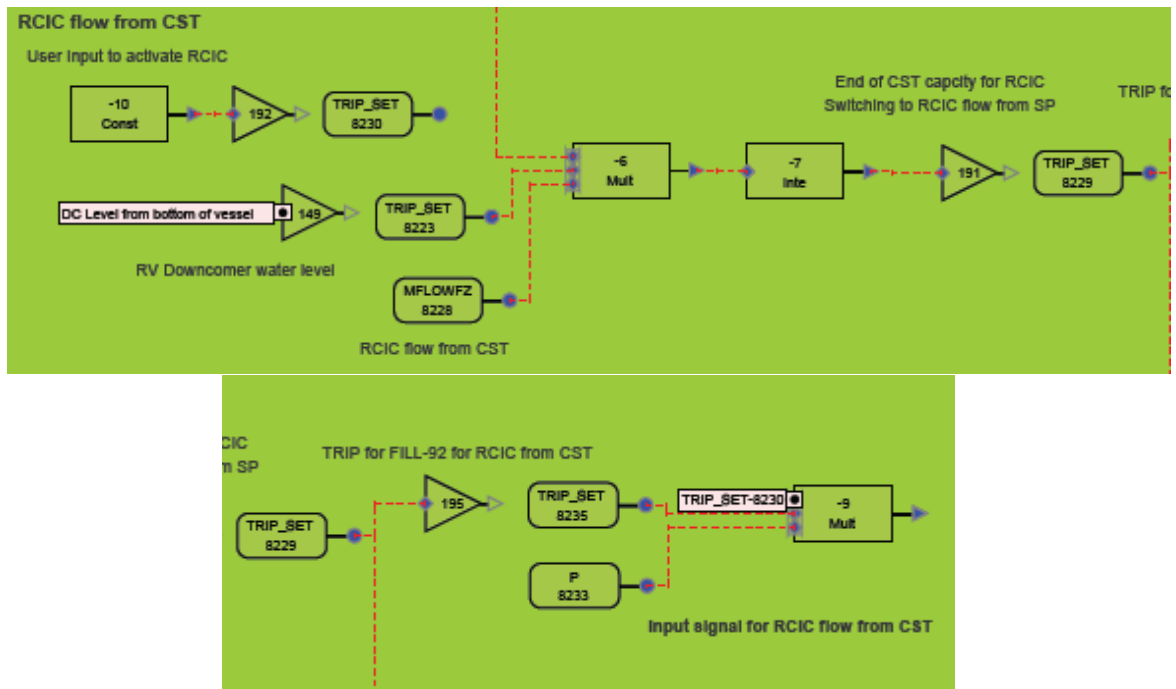 RCIC flow from CST
User Input to activate RCIC
-10
Const
192
TRIP_SET
8230
DC Level from bottom of vessel
149
TRIP_SET
8223
RV Downcomer water level
MFLOWFZ
8228
RCIC flow from CST
-6
Mult
-7
Inte
End of CST capcity for RCIC
Switching to RCIC flow from SP
191
TRIP_SET
8229
TRIP fo
CIC
m SP
TRIP_SET
8229
TRIP for FILL-92 for RCIC from CST
195
TRIP_SET
8235
P
8233
TRIP_SET-8230
-9
Mult
Input signal for RCIC flow from CST